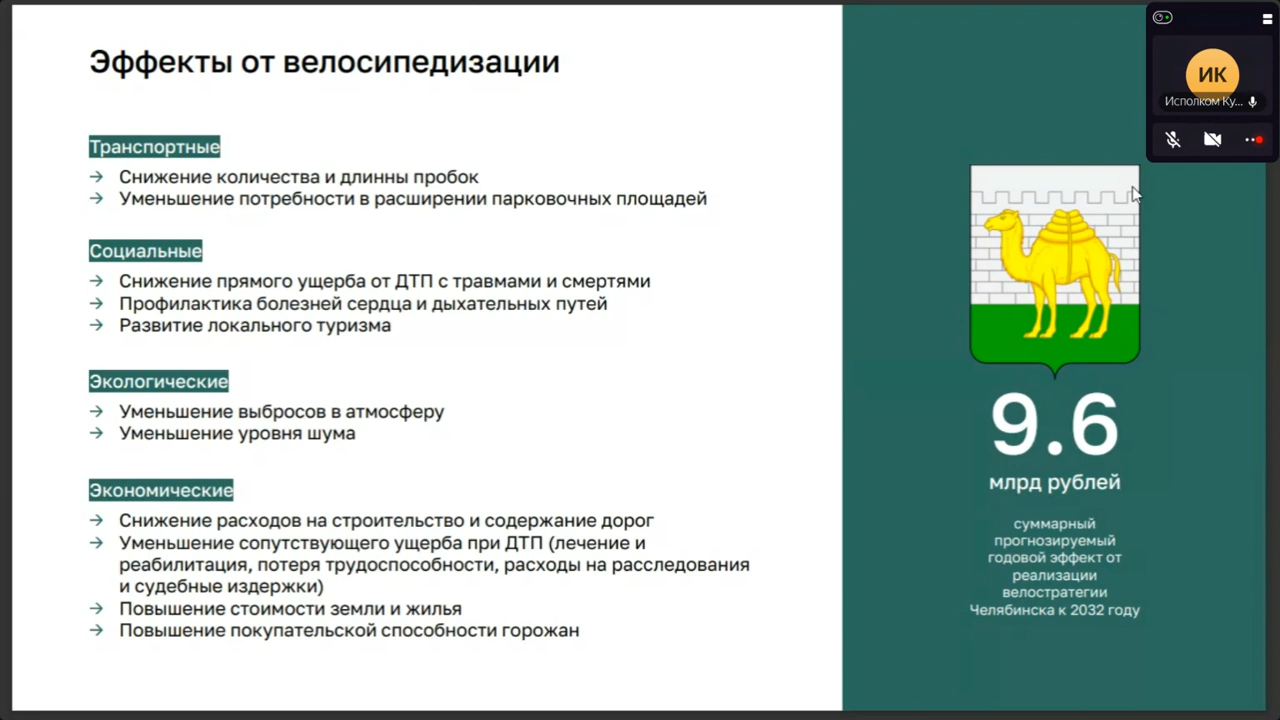 Эффекты от велосипедизации
Транспортные
→ Снижение количества и длинны пробок
→ Уменьшение потребности в расширении парковочных площадей
Социальные
→ Снижение прямого ущерба от ДТП с травмами и смертями
→ Профилактика болезней сердца и дыхательных путей
→ Развитие локального туризма
Экологические
→ Уменьшение выбросов в атмосферу
→ Уменьшение уровня шума
Экономические
→ Снижение расходов на строительство и содержание дорог
→ Уменьшение сопутствующего ущерба при ДТП (лечение и
реабилитация, потеря трудоспособности, расходы на расследования
и судебные издержки)
→ Повышение стоимости земли и жилья
→ Повышение покупательской способности горожан
9.6
млрд рублей
суммарный
прогнозируемый
годовой эффект от
реализации
велостратегии
Челябинска к 2032 году
ИК
Исполком Ку...